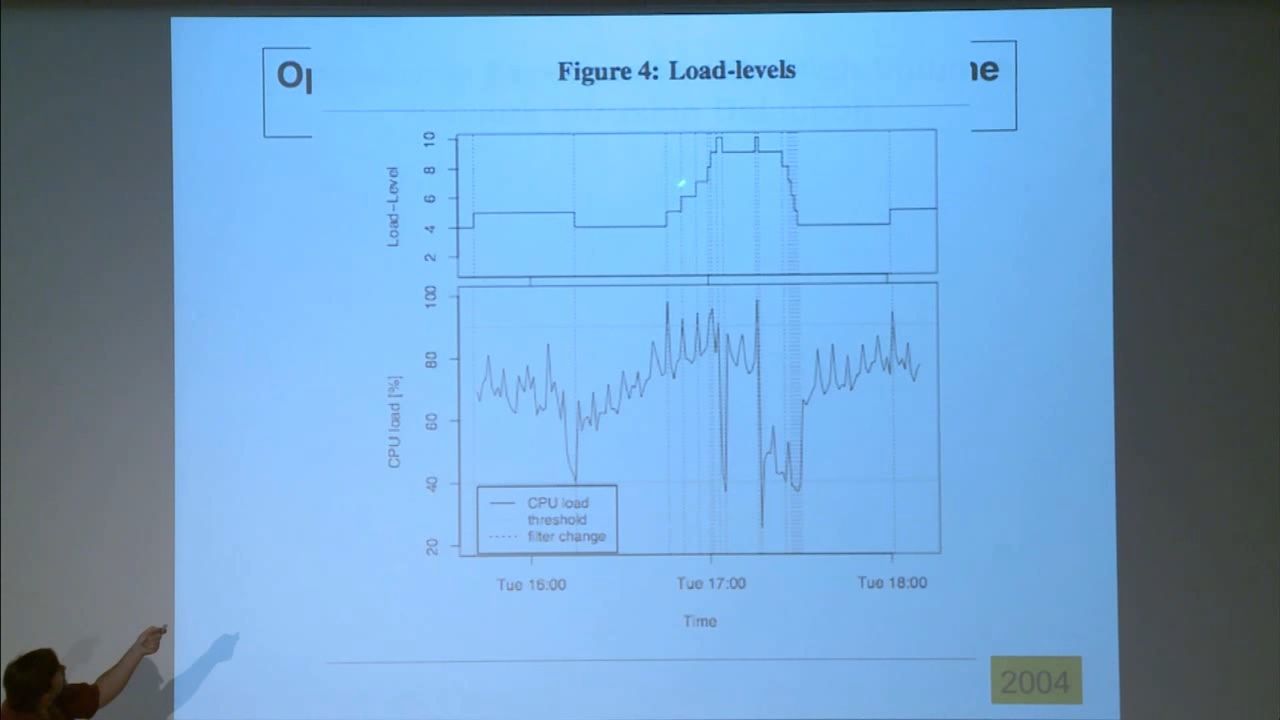 Figure 4: Load-levels
Load-Level
10
8
6
4
2
CPU load [%]
100
80
60
40
20
CPU load
threshold
filter change
Tue 16:00 Tue 17:00 Tue 18:00
Time
2004